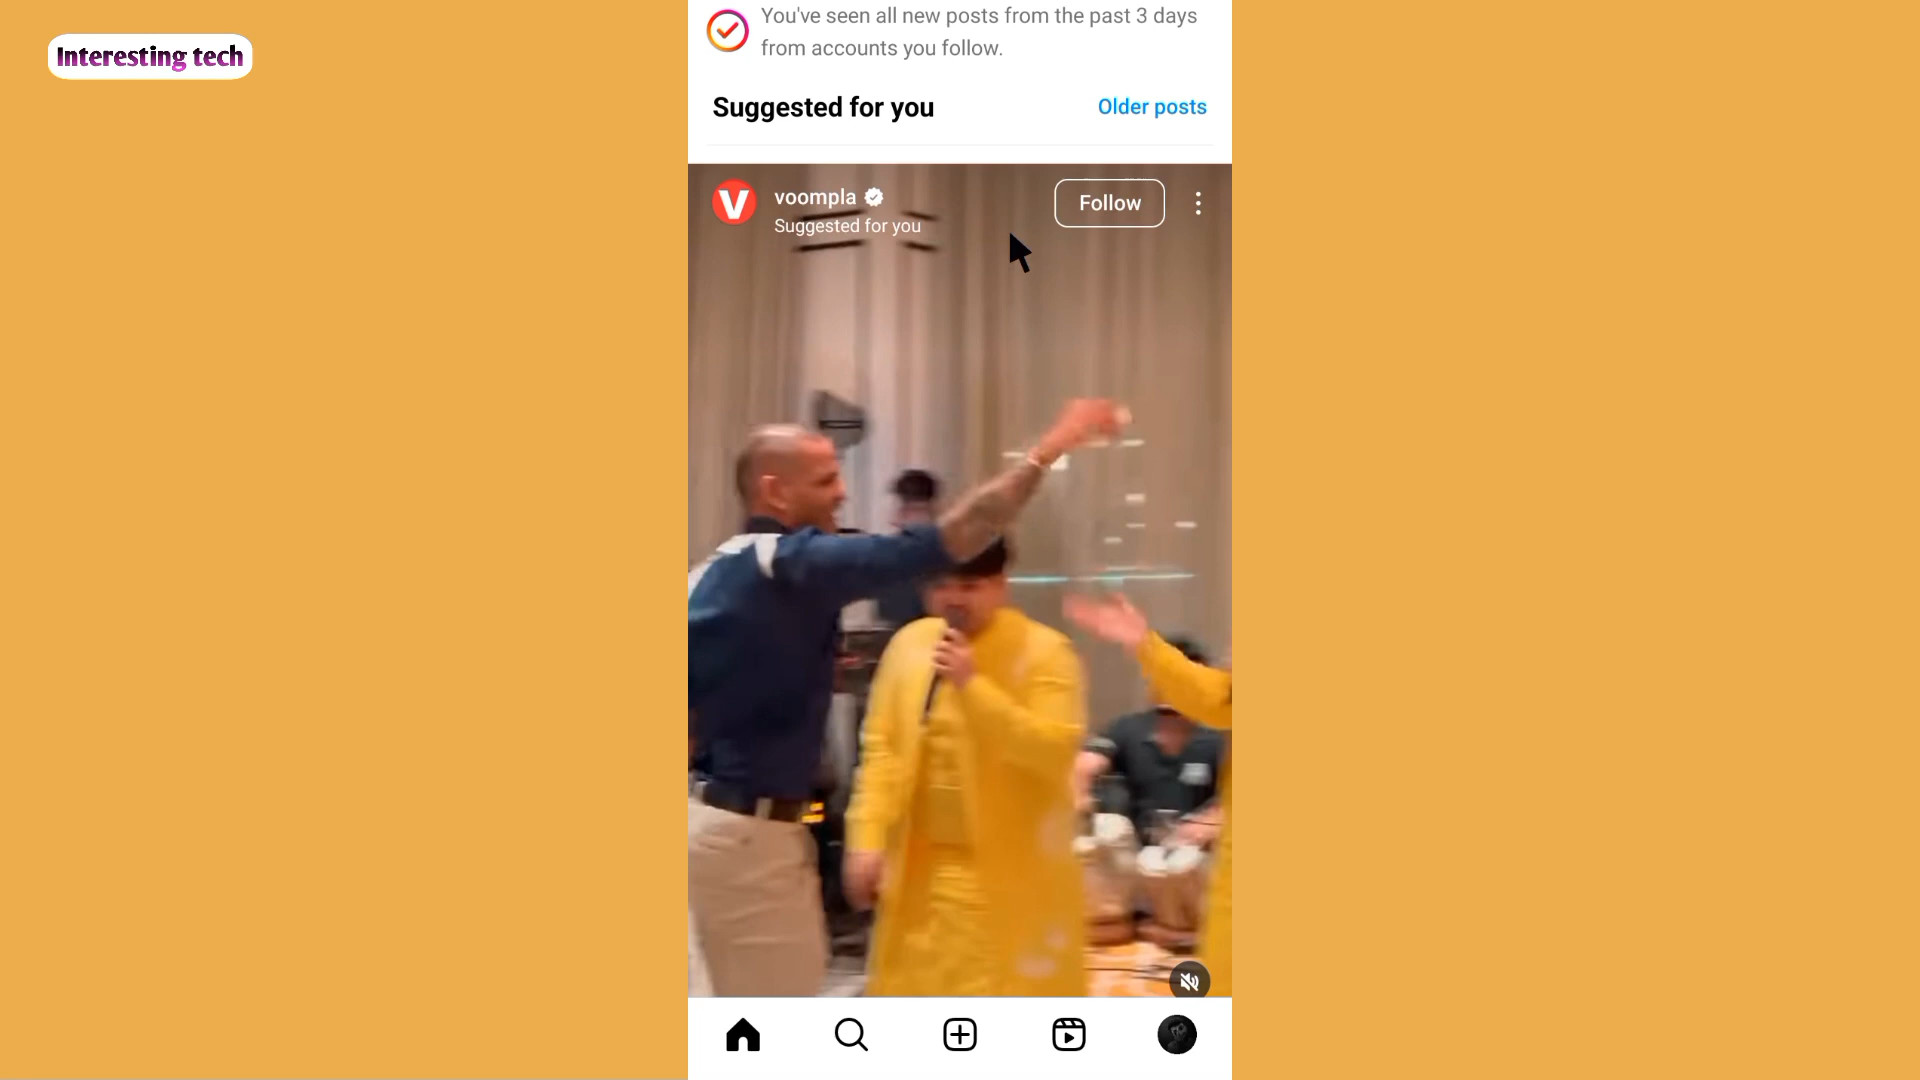 Interesting tech
You've seen all new posts from the past 3 days
from accounts you follow.
Suggested for you
Older posts
V
voompla
Suggested for you
Follow